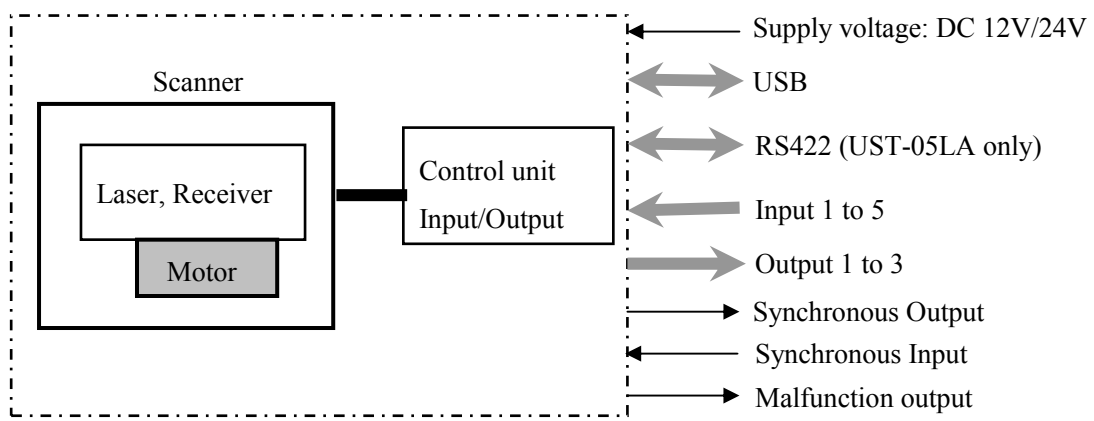 Scanner
Laser, Receiver
Motor
Control unit
Input/Output
Supply voltage: DC 12V/24V
USB
RS422 (UST-05LA only)
Input 1 to 5
Output 1 to 3
Synchronous Output
Synchronous Input
Malfunction output